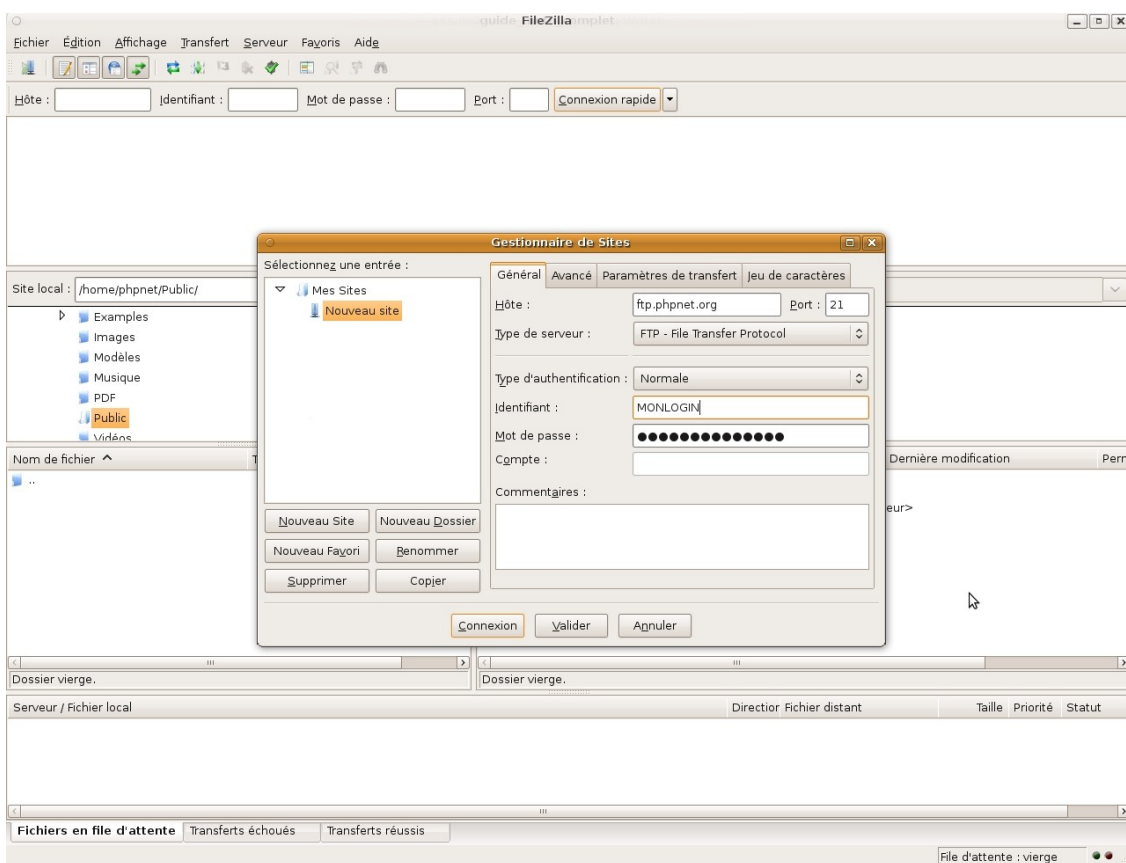 guide FileZilla complet
Fichier Édition Affichage Transfert Serveur Favoris Aide
Hôte : Identifiant : Mot de passe : Port : Connexion rapide
Gestionnaire de Sites
Sélectionnez une entrée :
Mes Sites
Nouveau site
Nouveau Site Nouveau Dossier
Nouveau Favori Renommer
Supprimer Copier
Général Avancé Paramètres de transfert Jeu de caractères
Hôte : ftp.phpnet.org Port : 21
Type de serveur : FTP - File Transfer Protocol
Type d'authentification : Normale
Identifiant : MONLOGIN
Mot de passe : ●●●●●●●●●●●●●●
Compte :
Commentaires :
Connexion Valider Annuler
Site local : /home/phpnet/Public/
Examples
Images
Modèles
Musique
PDF
Public
Vidéos
Nom de fichier T
..
Dernière modification Perr
eur>
Dossier vierge. Dossier vierge.
Serveur / Fichier local Direction Fichier distant Taille Priorité Statut
Fichiers en file d'attente Transferts échoués Transferts réussis
File d'attente : vierge